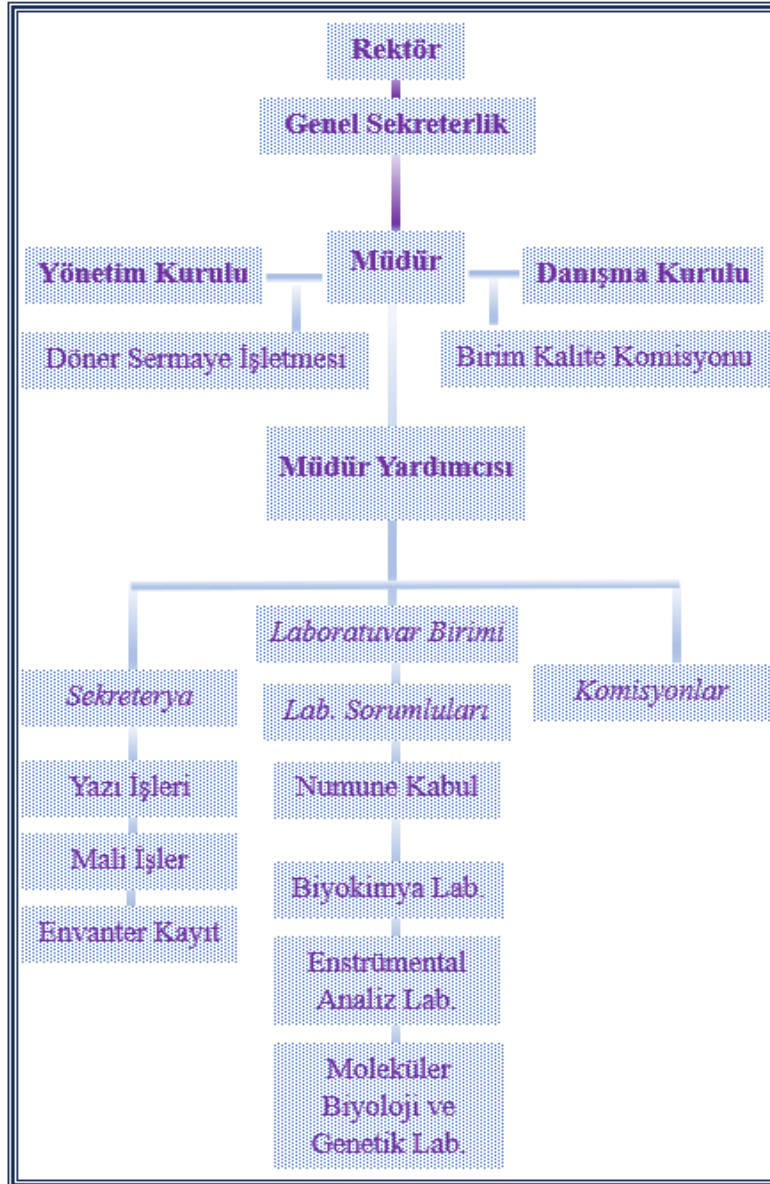 Rektör
Genel Sekreterlik
Yönetim Kurulu
Müdür
Danışma Kurulu
Döner Sermaye İşletmesi
Birim Kalite Komisyonu
Müdür Yardımcısı
Laboratuvar Birimi
Sekreterya
Lab. Sorumluları
Komisyonlar
Yazı İşleri
Numune Kabul
Mali İşler
Biyokimya Lab.
Envanter Kayıt
Enstrümental
Analiz Lab.
Moleküler
Biyoloji ve
Genetik Lab.